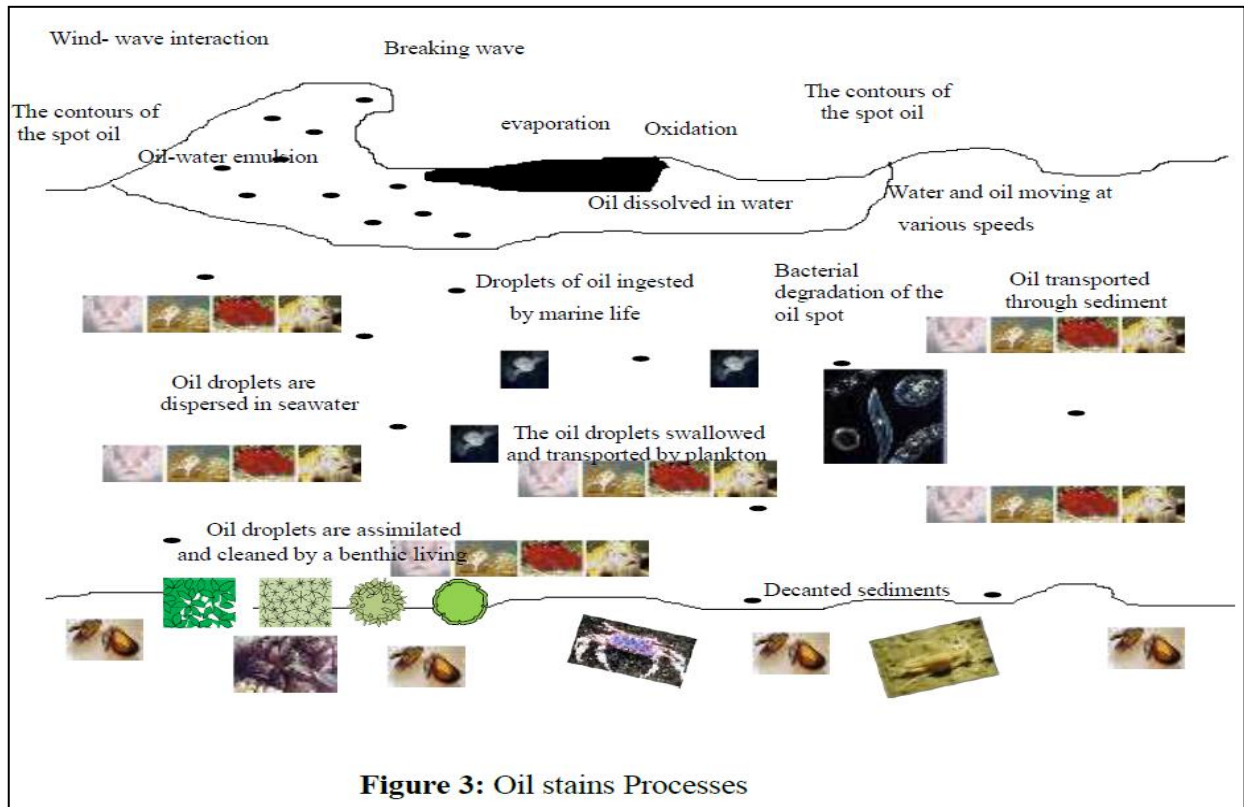 Wind- wave interaction
Breaking wave
The contours of
the spot oil
The contours of
the spot oil
evaporation
Oxidation
Oil-water emulsion
Oil dissolved in water
Water and oil moving at
various speeds
Droplets of oil ingested
by marine life
Bacterial
degradation of the
oil spot
Oil transported
through sediment
Oil droplets are
dispersed in seawater
The oil droplets swallowed
and transported by plankton
Oil droplets are assimilated
and cleaned by a benthic living
Decanted sediments
Figure 3: Oil stains Processes